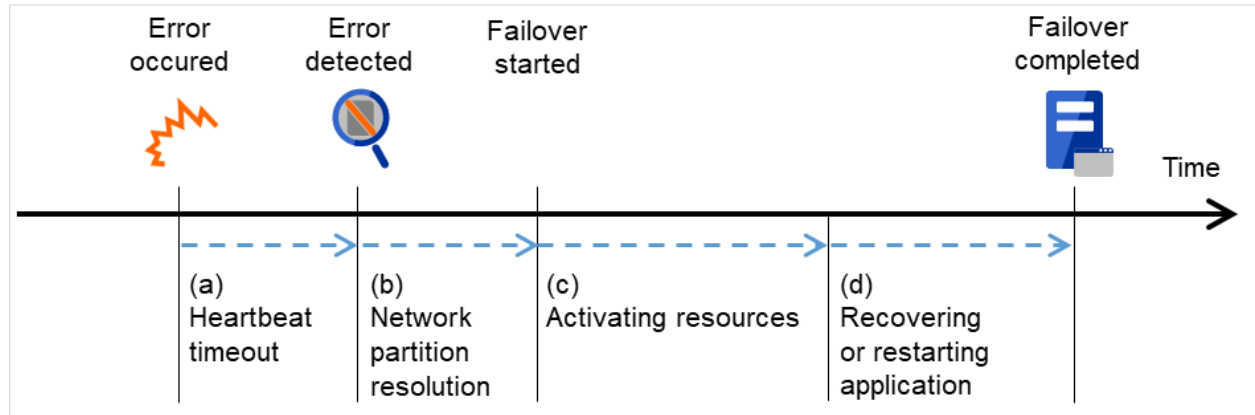 Error
occured
Error
detected
Failover
started
Failover
completed
Time
(a)
Heartbeat
timeout
(b)
Network
partition
resolution
(c)
Activating resources
(d)
Recovering
or restarting
application